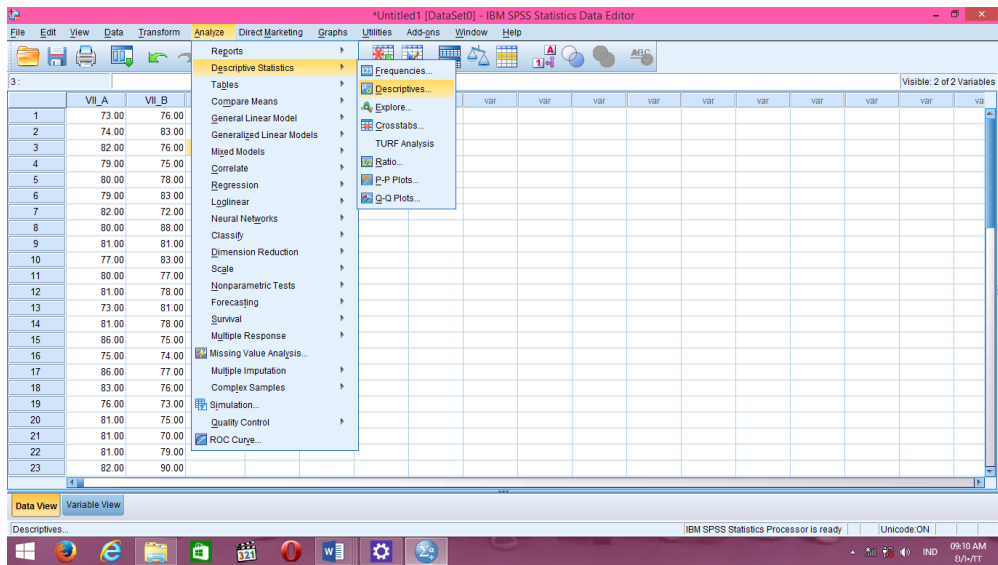 *Untitled1 [DataSet0] - IBM SPSS Statistics Data Editor
File Edit View Data Transform Analyze Direct Marketing Graphs Utilities Add-ons Window Help
3 :
Visible: 2 of 2 Variables
VII_A VII_B var var var var var var var var var va
1 73.00 76.00
2 74.00 83.00
3 82.00 76.00
4 79.00 75.00
5 80.00 78.00
6 79.00 83.00
7 82.00 72.00
8 80.00 88.00
9 81.00 81.00
10 77.00 83.00
11 80.00 77.00
12 81.00 78.00
13 73.00 81.00
14 81.00 78.00
15 86.00 75.00
16 75.00 74.00
17 86.00 77.00
18 83.00 76.00
19 76.00 73.00
20 81.00 75.00
21 81.00 70.00
22 81.00 79.00
23 82.00 90.00
Reports
Descriptive Statistics
Tables
Compare Means
General Linear Model
Generalized Linear Models
Mixed Models
Correlate
Regression
Loglinear
Neural Networks
Classify
Dimension Reduction
Scale
Nonparametric Tests
Forecasting
Survival
Multiple Response
Missing Value Analysis...
Multiple Imputation
Complex Samples
Simulation...
Quality Control
ROC Curve...
Frequencies...
Descriptives...
Explore...
Crosstabs...
TURF Analysis
Ratio...
P-P Plots...
Q-Q Plots...
Data View Variable View
Descriptives...
IBM SPSS Statistics Processor is ready
Unicode:ON
IND
09:10 AM